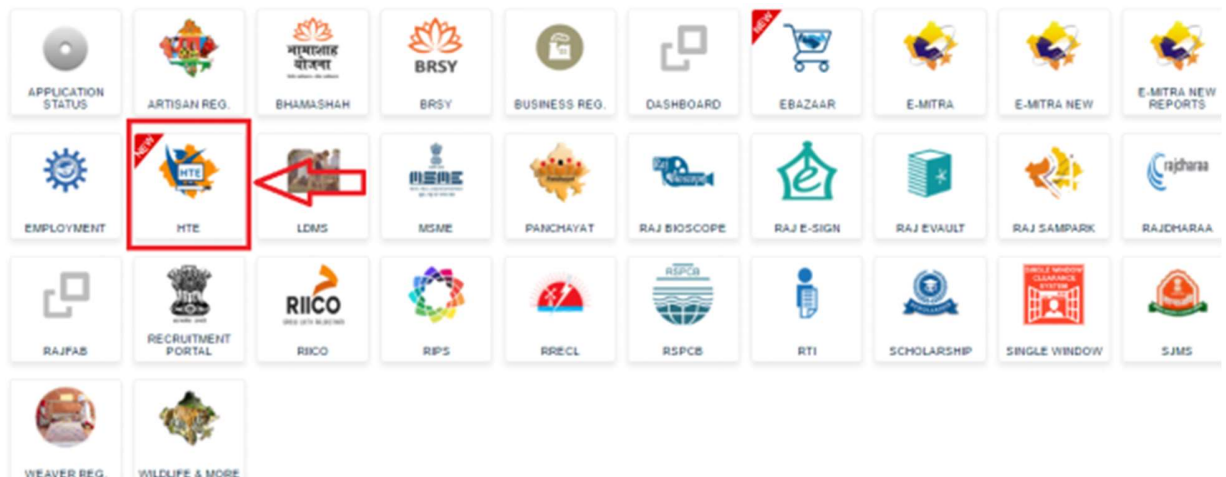 APPLICATION
STATUS
ARTISAN REG.
भामाशाह
योजना
BHAMASHAH
BRSY
BRSY
BUSINESS REG.
DASHBOARD
NEW
EBAZAAR
E-MITRA
E-MITRA NEW
E-MITRA NEW
REPORTS
EMPLOYMENT
NEW
HTE
HTE
LDMS
MSME
PANCHAYAT
Raj
Bioscope
RAJ BIOSCOPE
e
RAJ E-SIGN
RAJ EVAULT
RAJ SAMPARK
rajdharaa
RAJDHARAA
RAJFAB
RECRUITMENT
PORTAL
RIICO
RIICO
RIPS
RRECL
RSPCB
RSPCB
RTI
SCHOLARSHIP
SINGLE WINDOW
CLEARANCE
SYSTEM
SINGLE WINDOW
SJMS
WEAVER REG.
WILDLIFE & MORE